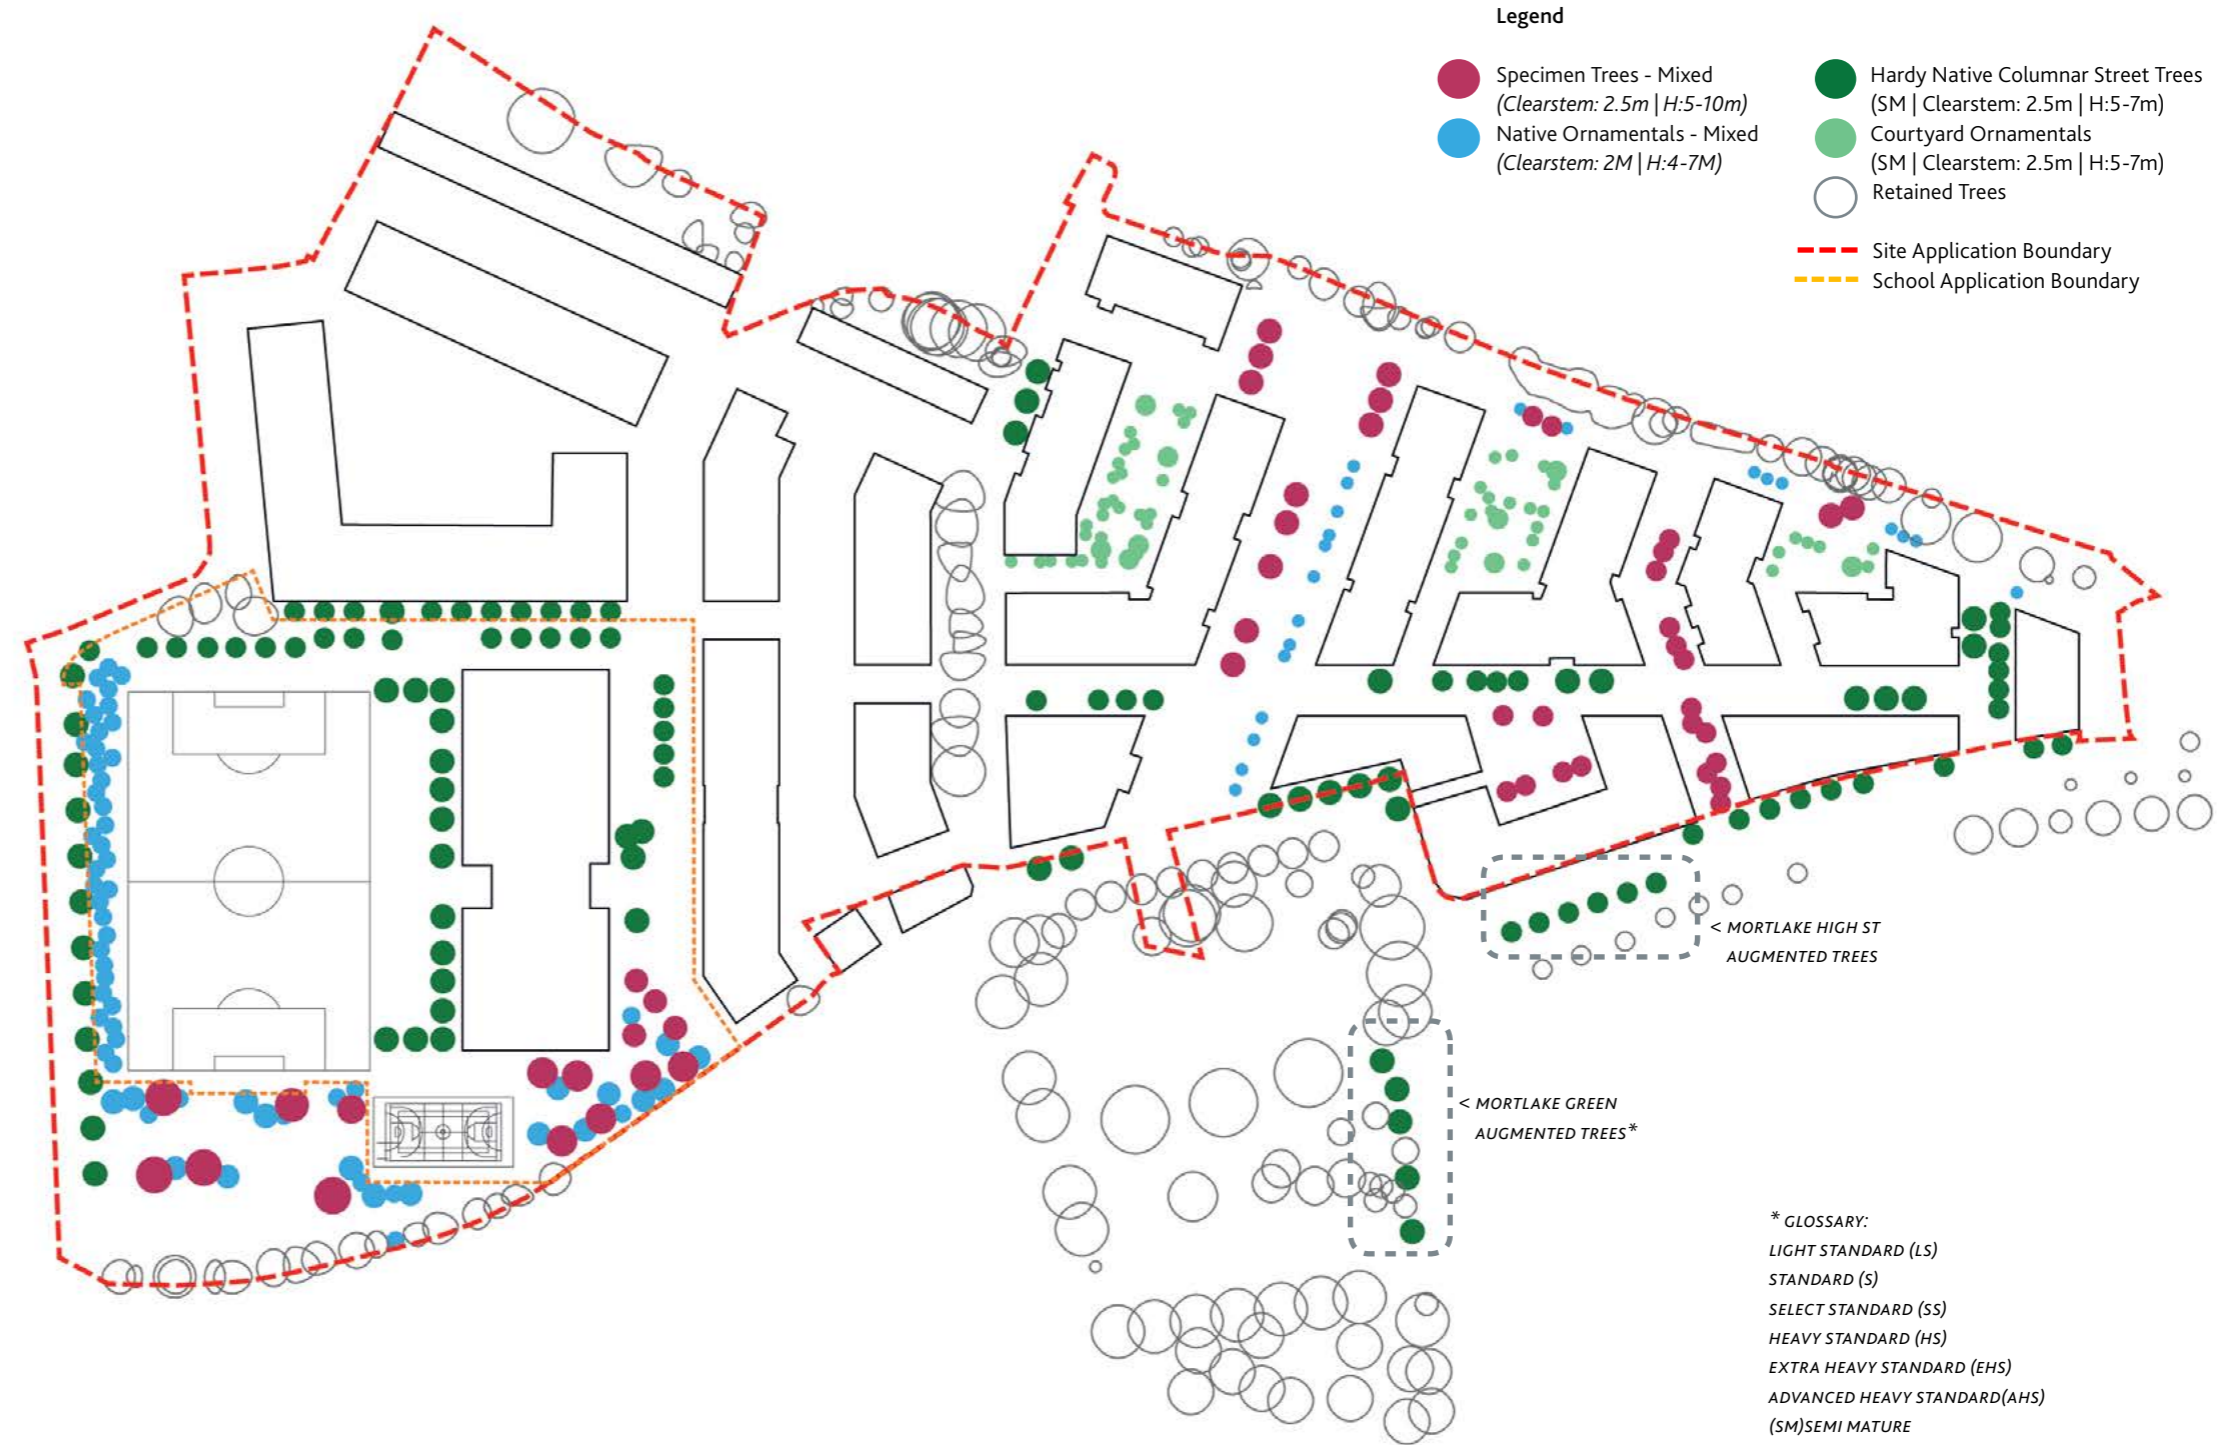 Legend
Specimen Trees - Mixed
(Clearstem: 2.5m | H:5-10m)
Native Ornamentals - Mixed
(Clearstem: 2M | H:4-7M)
Hardy Native Columnar Street Trees
(SM | Clearstem: 2.5m | H:5-7m)
Courtyard Ornamentals
(SM | Clearstem: 2.5m | H:5-7m)
Retained Trees
Site Application Boundary
School Application Boundary
< MORTLAKE HIGH ST
AUGMENTED TREES
< MORTLAKE GREEN
AUGMENTED TREES*
* GLOSSARY:
LIGHT STANDARD (LS)
STANDARD (S)
SELECT STANDARD (SS)
HEAVY STANDARD (HS)
EXTRA HEAVY STANDARD (EHS)
ADVANCED HEAVY STANDARD(AHS)
(SM)SEMI MATURE